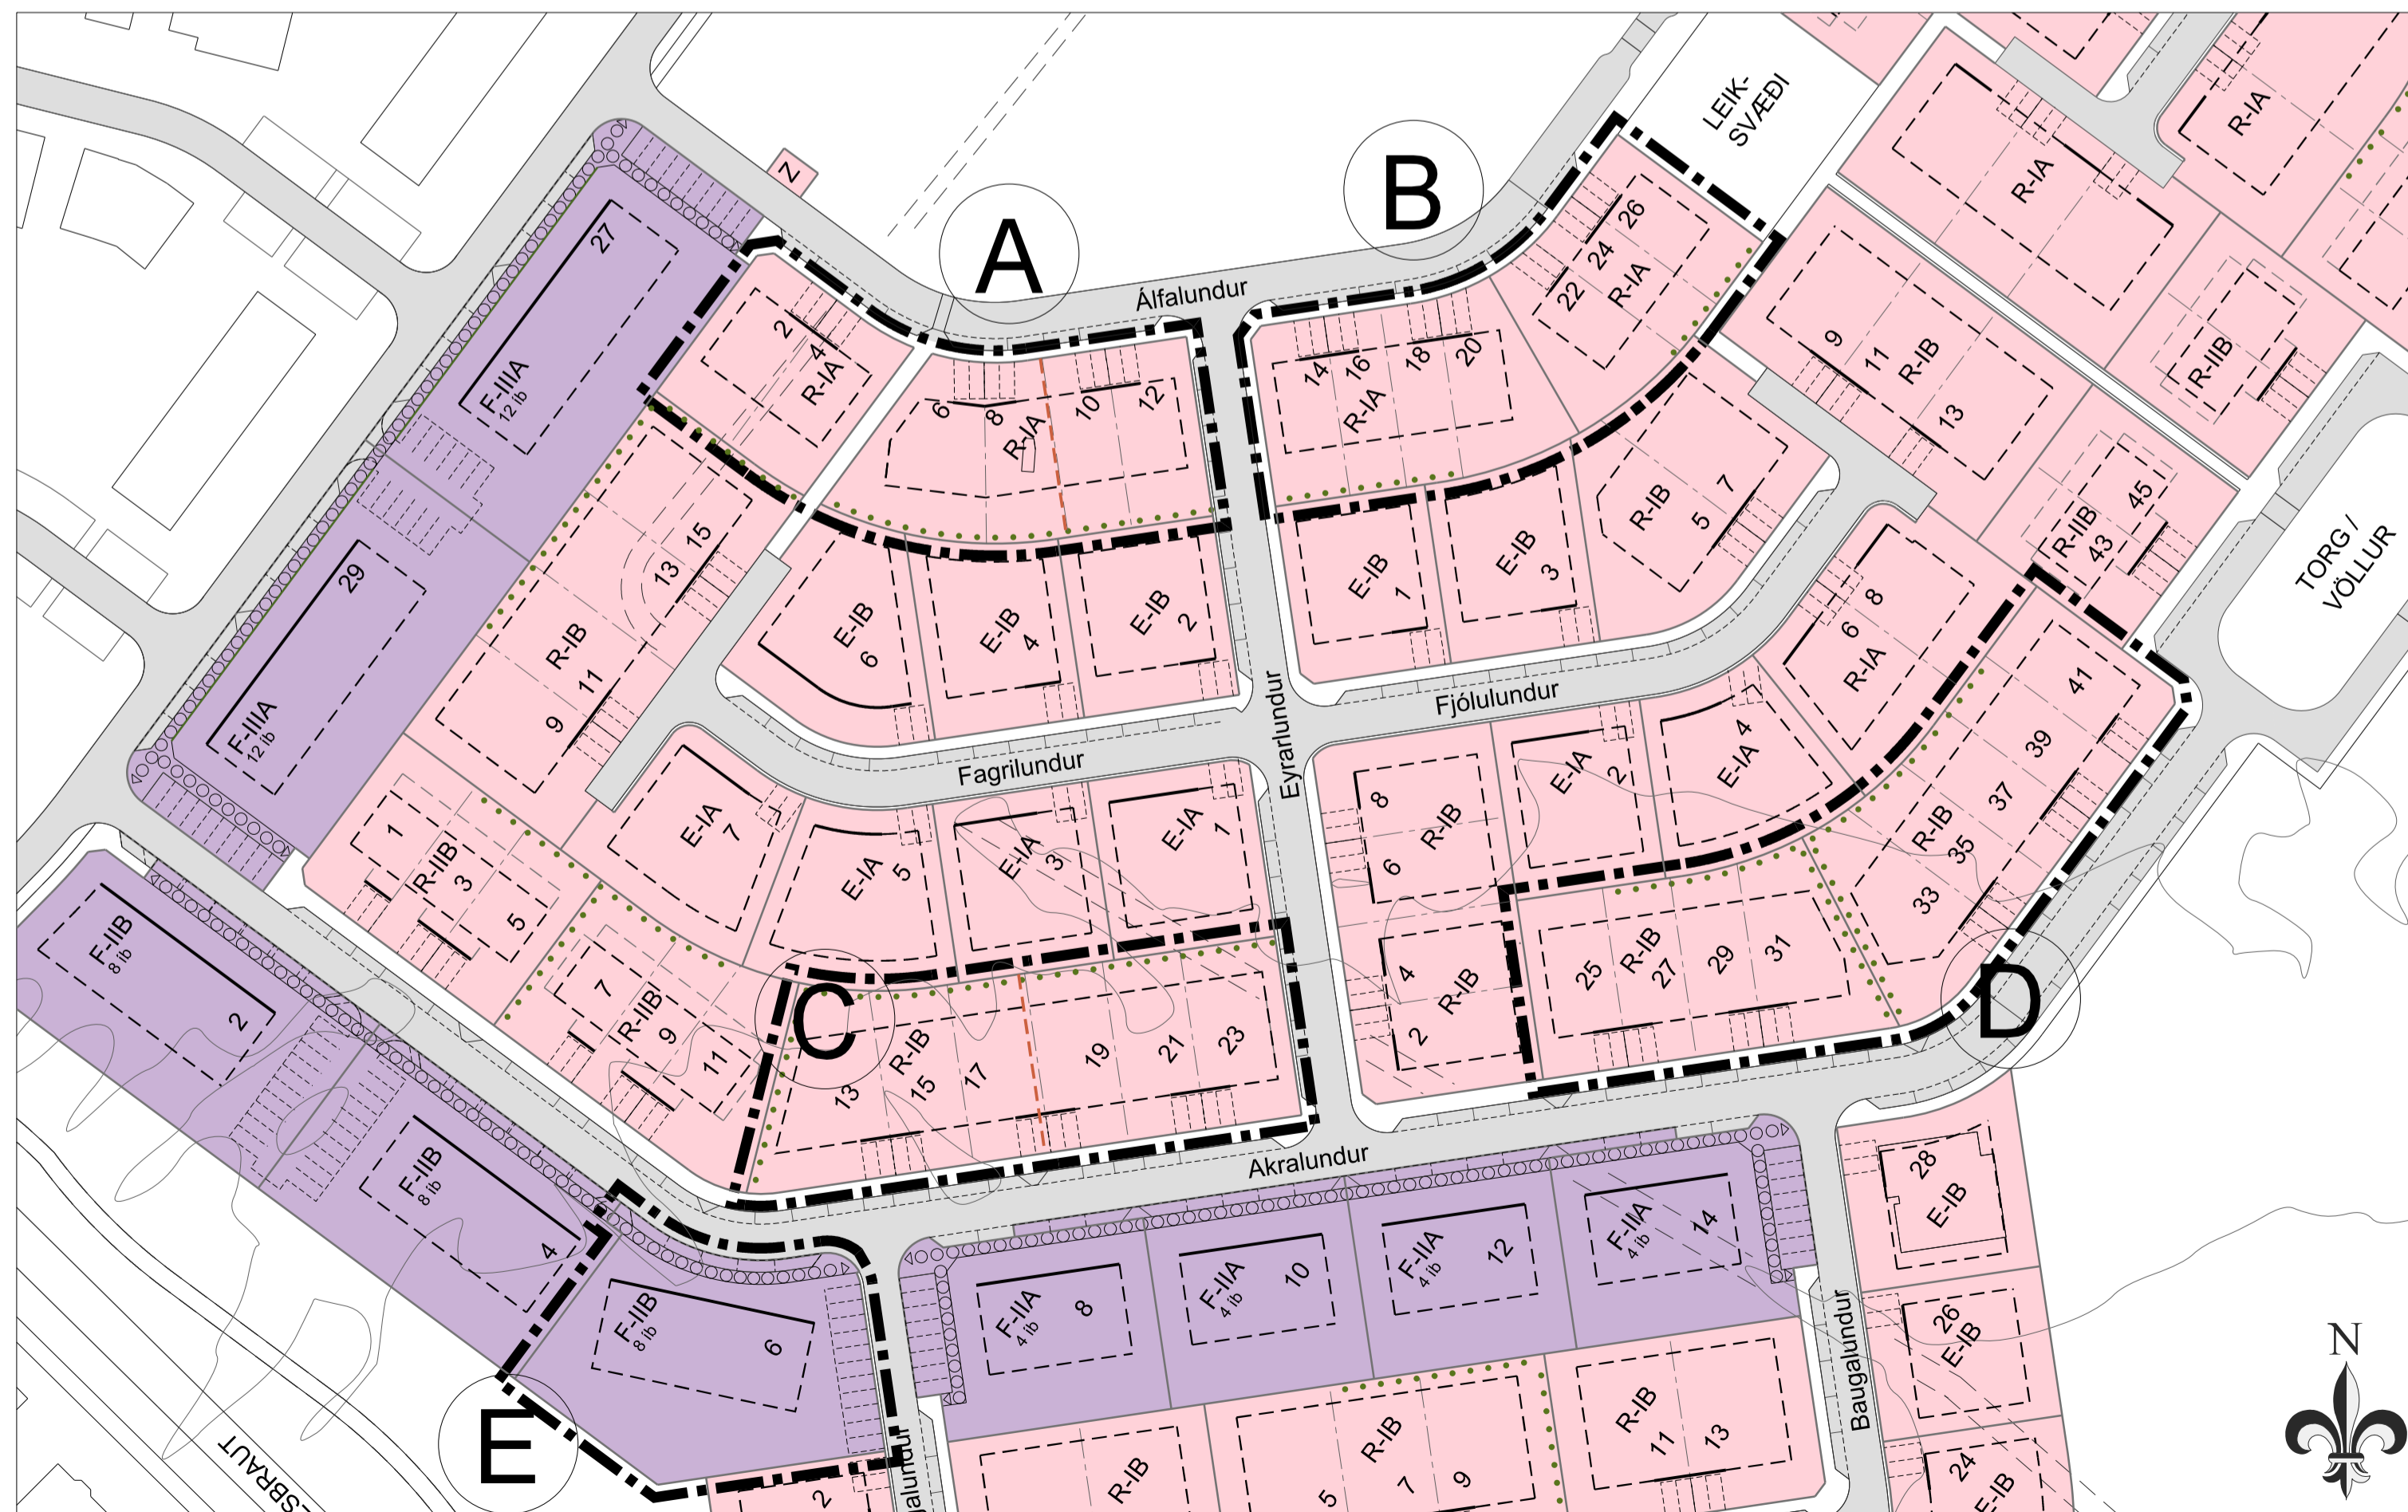 LEIK-
SVÆÐI
R-IA
R-IA
Z
A
B
27
F-IIIA
12 íb
2
4
R-IA
Álfalundur
6
8
R-IA
10
12
14
16
18
20
R-IA
22
24
26
R-IA
9
11
R-IB
13
R-IIB
R-IIB
43
45
TORG /
VÖLLUR
29
F-IIIA
12 íb
13
15
R-IB
9
11
E-IB
6
E-IB
4
E-IB
2
E-IB
1
E-IB
3
R-IB
5
7
6
8
R-IA
Eyrarlundur
Fjólulundur
Fagrilundur
E-IA
7
E-IA
5
E-IA
3
E-IA
1
8
R-IB
6
E-IA
2
E-IA
4
4
R-IB
2
25
R-IB
27
29
31
33
R-IB
35
37
39
41
1
R-IIB
3
5
7
R-IIB
9
11
C
13
R-IB
15
17
19
21
23
D
F-IIB
8 íb
2
F-IIB
8 íb
4
F-IIB
8 íb
6
E
Akralundur
F-IIA
4 íb
8
F-IIA
4 íb
10
F-IIA
4 íb
12
F-IIA
4 íb
14
28
E-IB
26
E-IB
24
E-IB
Baugalundur
R-IB
R-IB
5
7
9
R-IB
11
13
2
N